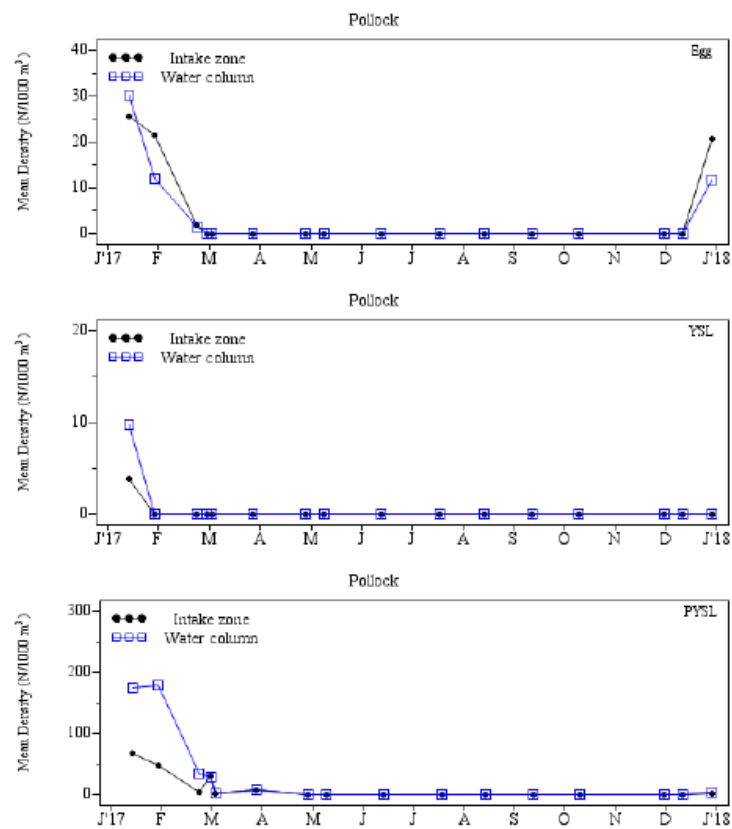 Pollock
Mean Density (N/1000 m³)
40
30
20
10
0
Intake zone
Water column
Egg
J'17 F M A M J J A S O N D J'18
Pollock
Mean Density (N/1000 m³)
20
10
0
Intake zone
Water column
YSL
J'17 F M A M J J A S O N D J'18
Pollock
Mean Density (N/1000 m³)
300
200
100
0
Intake zone
Water column
PYSL
J'17 F M A M J J A S O N D J'18